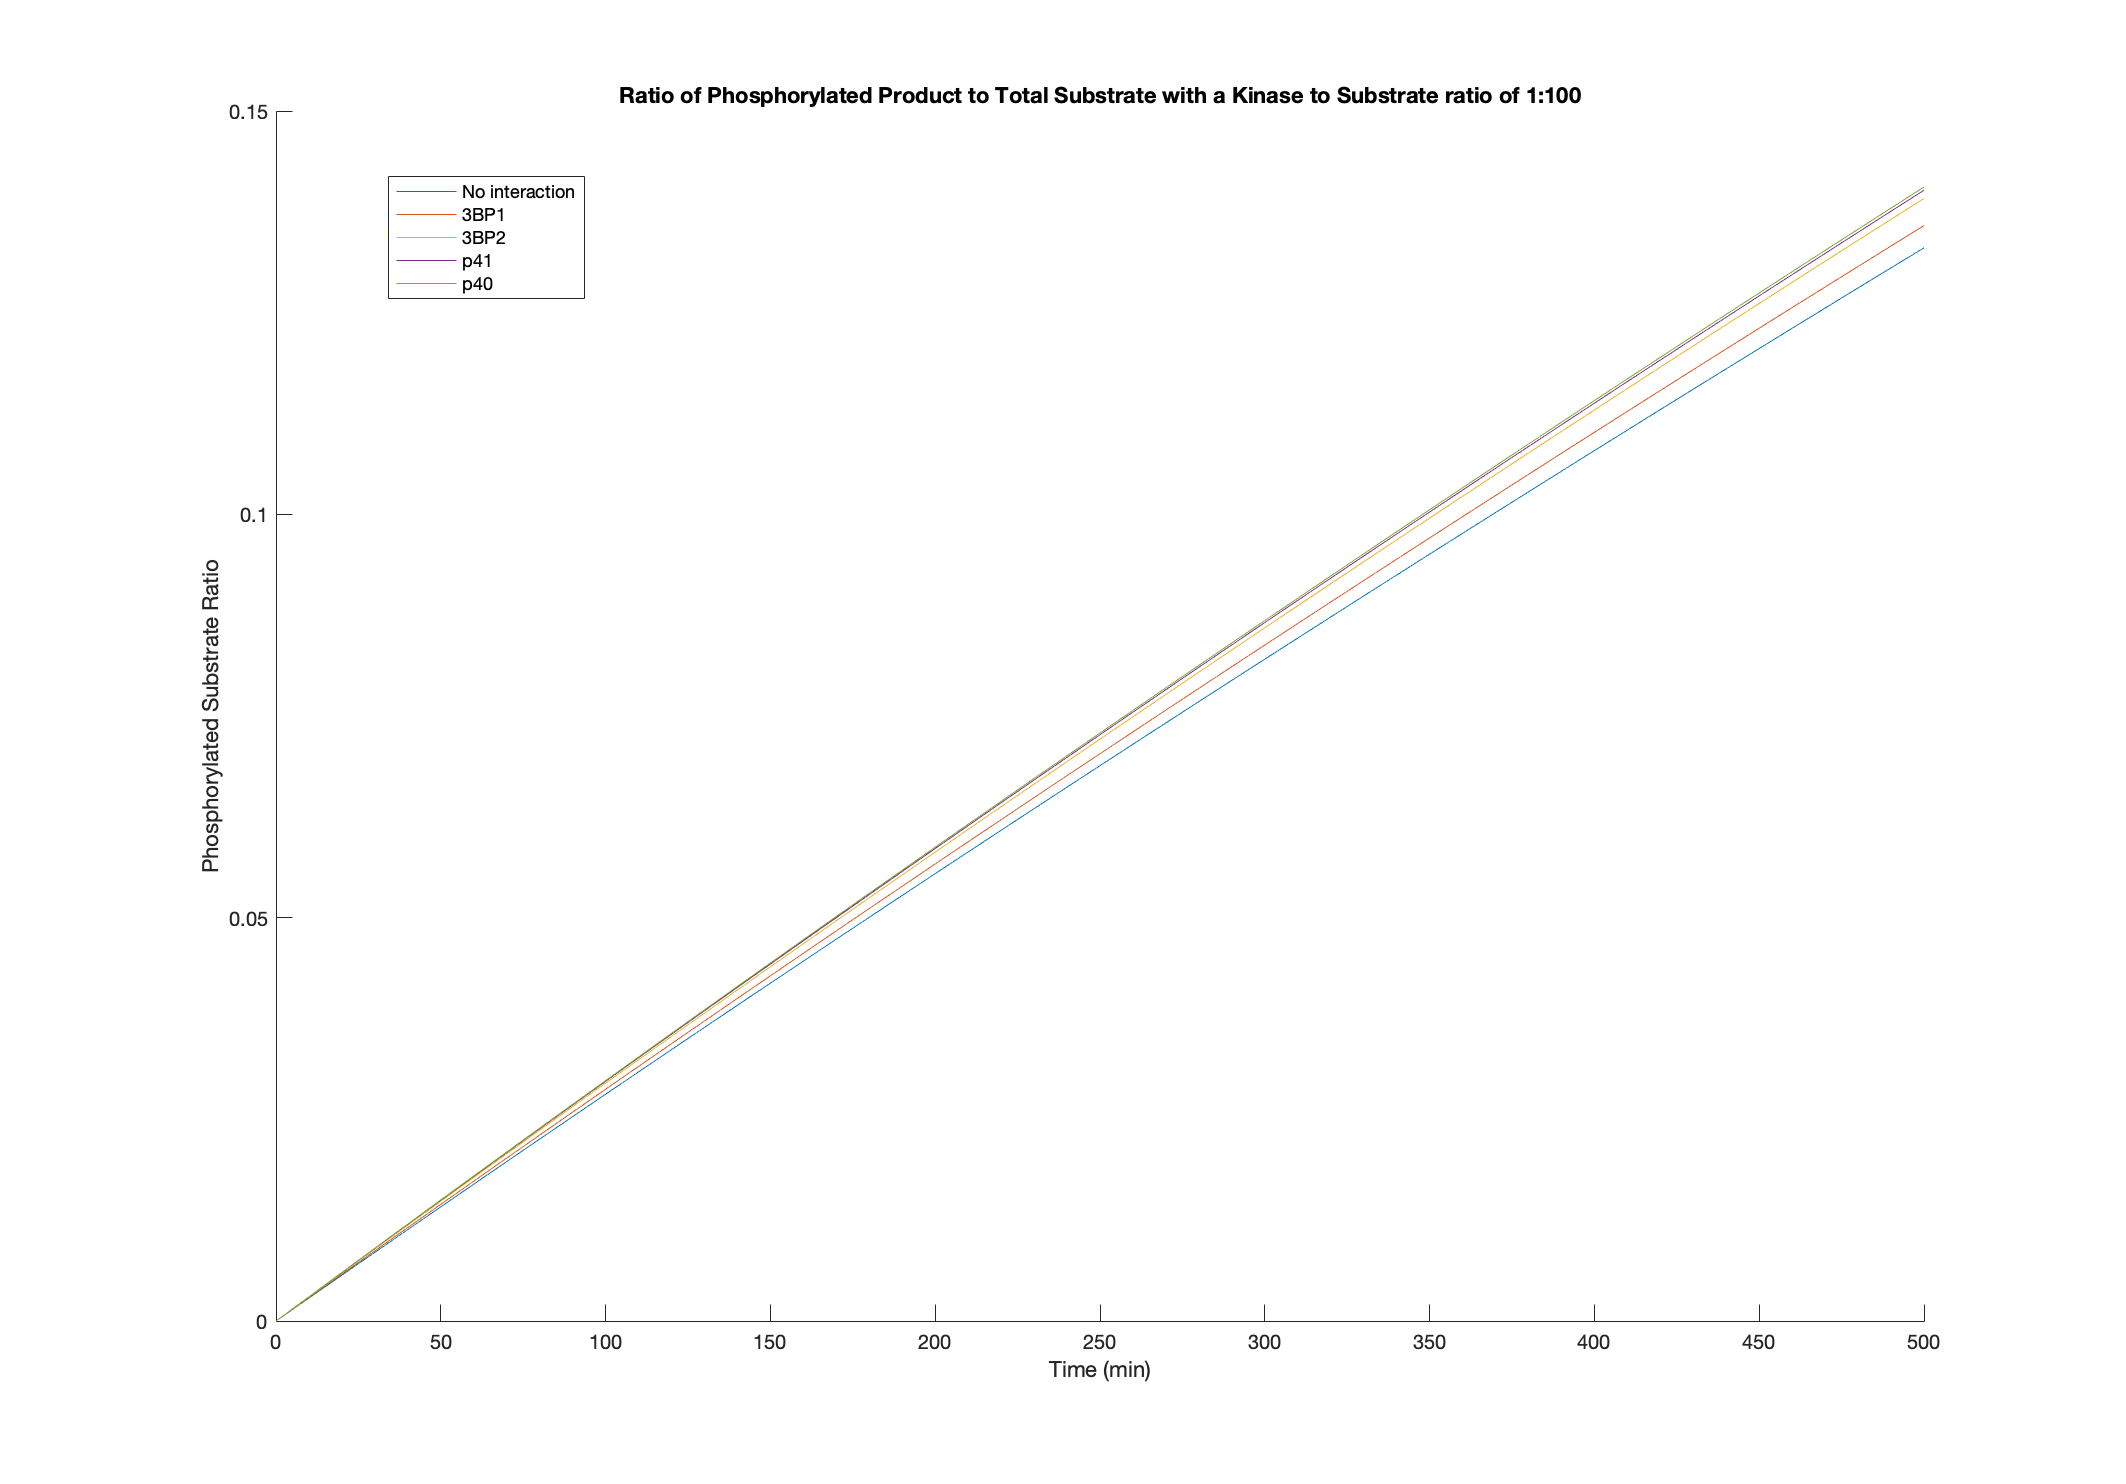 Ratio of Phosphorylated Product to Total Substrate with a Kinase to Substrate ratio of 1:100
0.15
No interaction
3BP1
3BP2
p41
p40
0.1
Phosphorylated Substrate Ratio
0.05
0
0 50 100 150 200 250 300 350 400 450 500
Time (min)